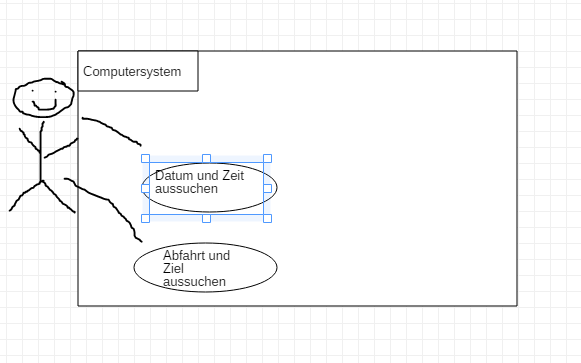 Computersystem
Datum und Zeit
aussuchen
Abfahrt und
Ziel
aussuchen